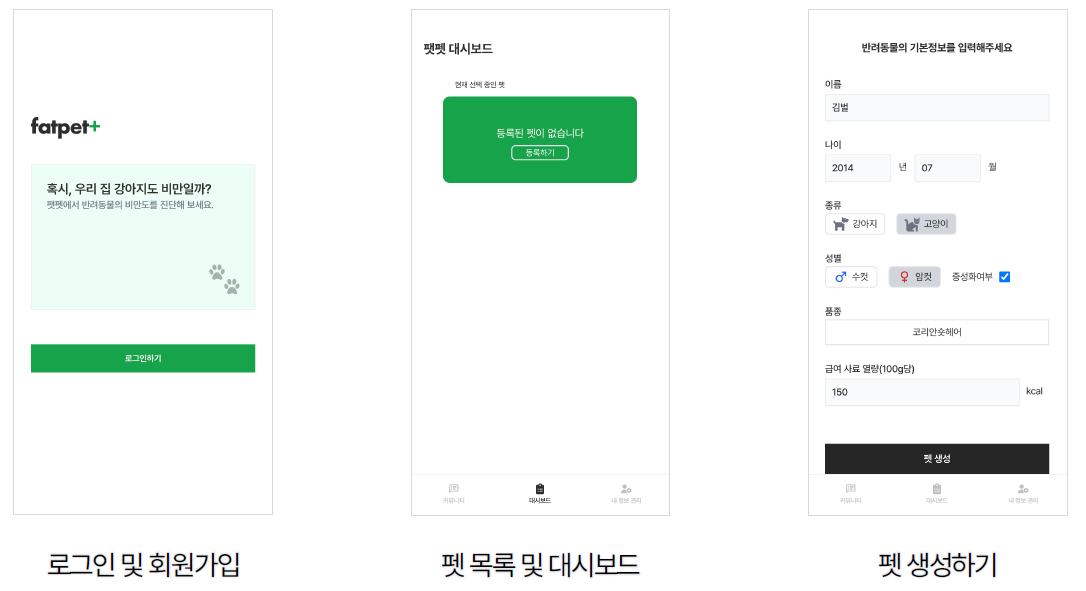 fatpet+
혹시, 우리 집 강아지도 비만일까?
팻펫에서 반려동물의 비만도를 진단해 보세요.
로그인하기
로그인 및 회원가입
팻펫 대시보드
현재 선택 중인 펫
등록된 펫이 없습니다
등록하기
커뮤니티
대시보드
내 정보 관리
펫 목록 및 대시보드
반려동물의 기본정보를 입력해주세요
이름
김벌
나이
2014 년 07 월
종류
강아지 고양이
성별
수컷 암컷 중성화여부
품종
코리안숏헤어
급여 사료 열량(100g당)
150 kcal
펫 생성
커뮤니티
대시보드
내 정보 관리
펫 생성하기